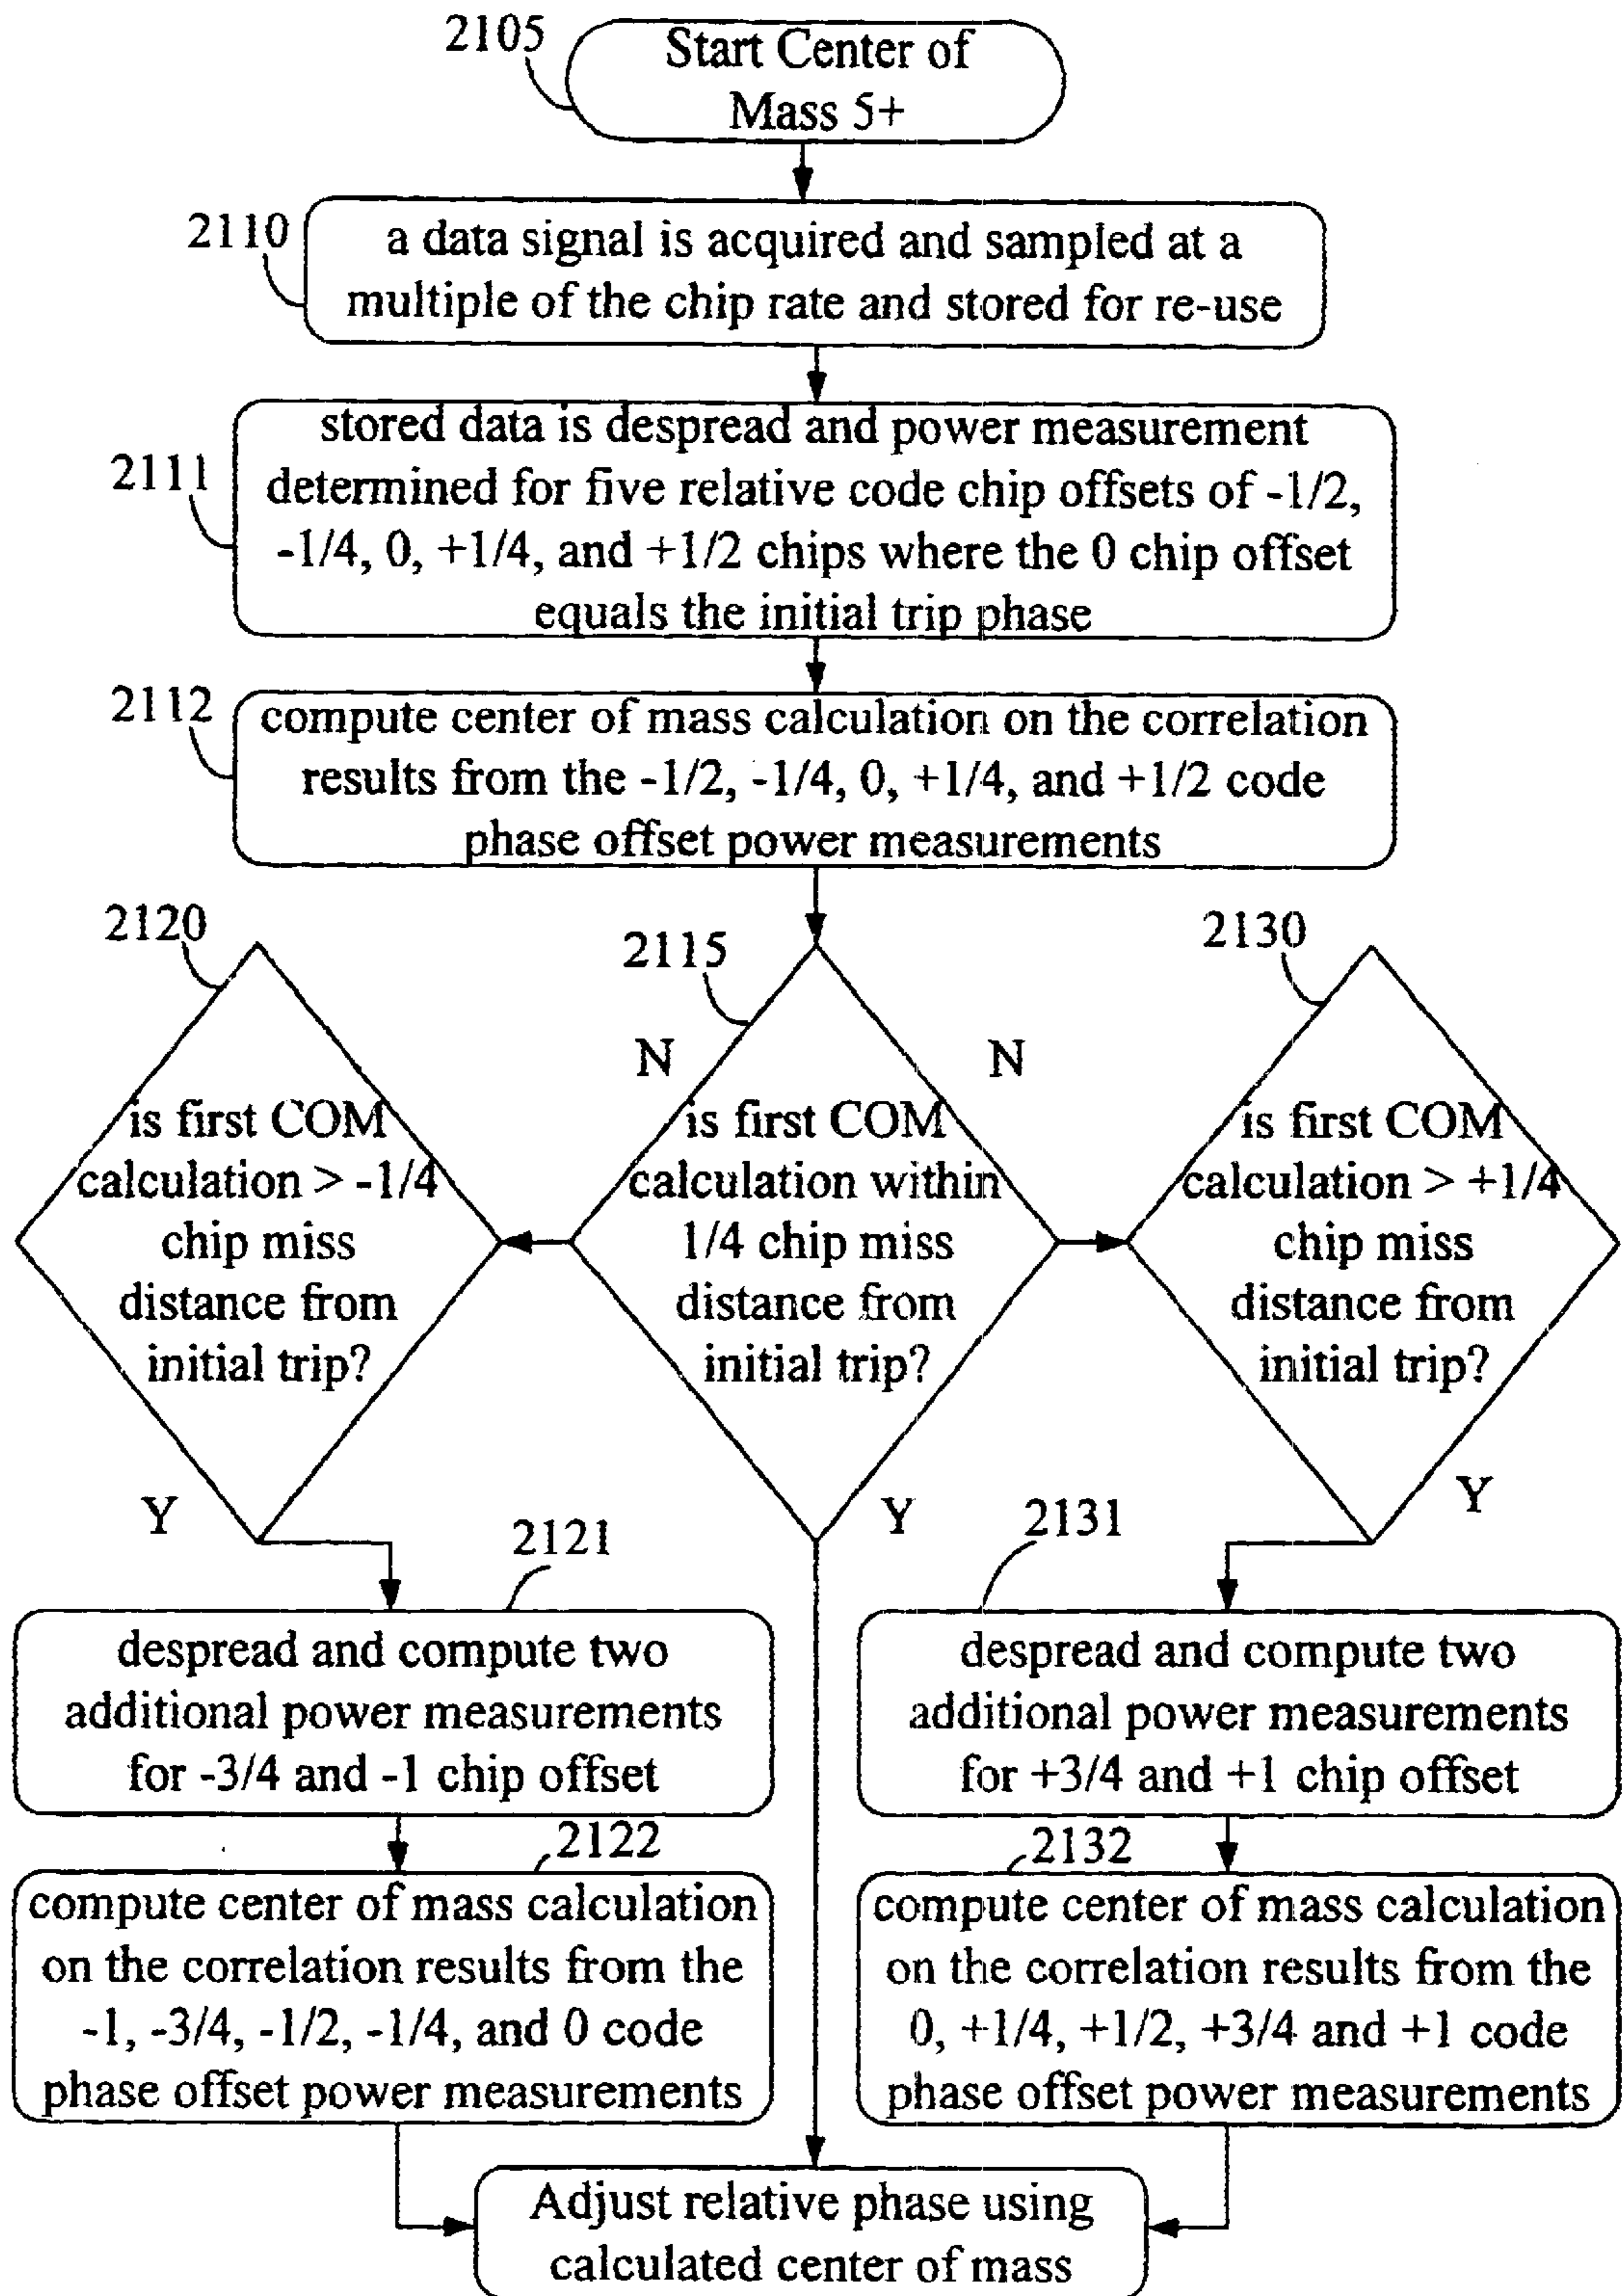 2105
Start Center of
Mass 5+
2110
a data signal is acquired and sampled at a
multiple of the chip rate and stored for re-use
2111
stored data is despread and power measurement
determined for five relative code chip offsets of -1/2,
-1/4, 0, +1/4, and +1/2 chips where the 0 chip offset
equals the initial trip phase
2112
compute center of mass calculation on the correlation
results from the -1/2, -1/4, 0, +1/4, and +1/2 code
phase offset power measurements
2120
is first COM
calculation > -1/4
chip miss
distance from
initial trip?
Y
2115
N
N
is first COM
calculation within
1/4 chip miss
distance from
initial trip?
Y
2130
is first COM
calculation > +1/4
chip miss
distance from
initial trip?
Y
2121
despread and compute two
additional power measurements
for -3/4 and -1 chip offset
2122
compute center of mass calculation
on the correlation results from the
-1, -3/4, -1/2, -1/4, and 0 code
phase offset power measurements
2131
despread and compute two
additional power measurements
for +3/4 and +1 chip offset
2132
compute center of mass calculation
on the correlation results from the
0, +1/4, +1/2, +3/4 and +1 code
phase offset power measurements
Adjust relative phase using
calculated center of mass